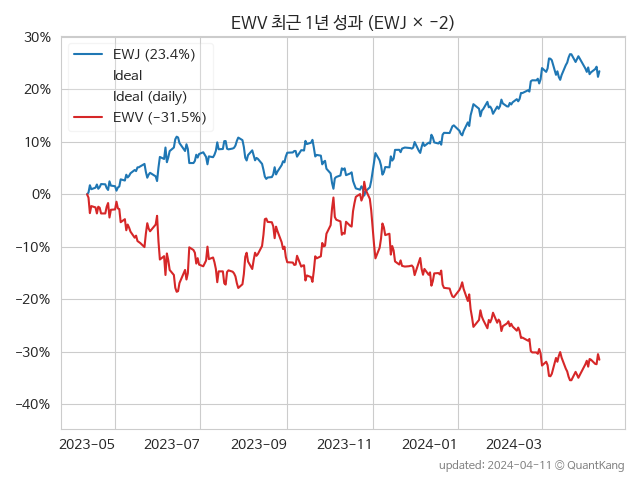 EWV 최근 1년 성과 (EWJ × −2)
30%
20%
10%
0%
−10%
−20%
−30%
−40%
EWJ (23.4%)
Ideal
Ideal (daily)
EWV (−31.5%)
2023-05 2023-07 2023-09 2023-11 2024-01 2024-03
updated: 2024-04-11 © QuantKang